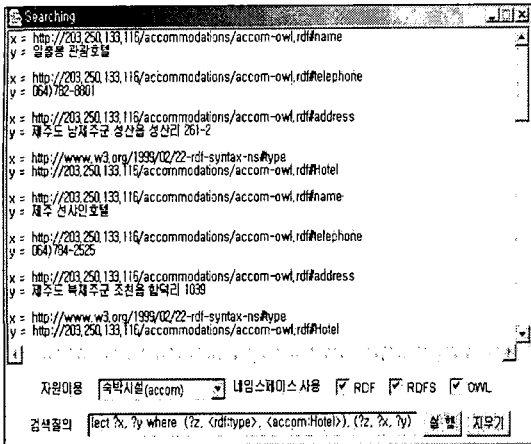 Searching
x = http://203,250,133,116/accommodations/accom-owl,rdf#name
y = 일출봉 관광호텔
x = http://203,250,133,116/accommodations/accom-owl,rdf#telephone
y = 064)782-8801
x = http://203,250,133,116/accommodations/accom-owl,rdf#address
y = 제주도 남제주군 성산읍 성산리 261-2
x = http://www.w3.org/1999/02/22-rdf-syntax-ns#type
y = http://203,250,133,116/accommodations/accom-owl,rdf#Hotel
x = http://203,250,133,116/accommodations/accom-owl,rdf#name
y = 제주 선샤인호텔
x = http://203,250,133,116/accommodations/accom-owl,rdf#telephone
y = 064)784-2525
x = http://203,250,133,116/accommodations/accom-owl,rdf#address
y = 제주도 북제주군 조천읍 함덕리 1039
x = http://www.w3.org/1999/02/22-rdf-syntax-ns#type
y = http://203,250,133,116/accommodations/accom-owl,rdf#Hotel
자원이용 숙박시설(accom) 네임스페이스 사용 RDF RDFS OWL
검색질의 lect ?x, ?y where (?z, <rdf:type>, <accom:Hotel>), (?z, ?x, ?y) 실 행 지우기